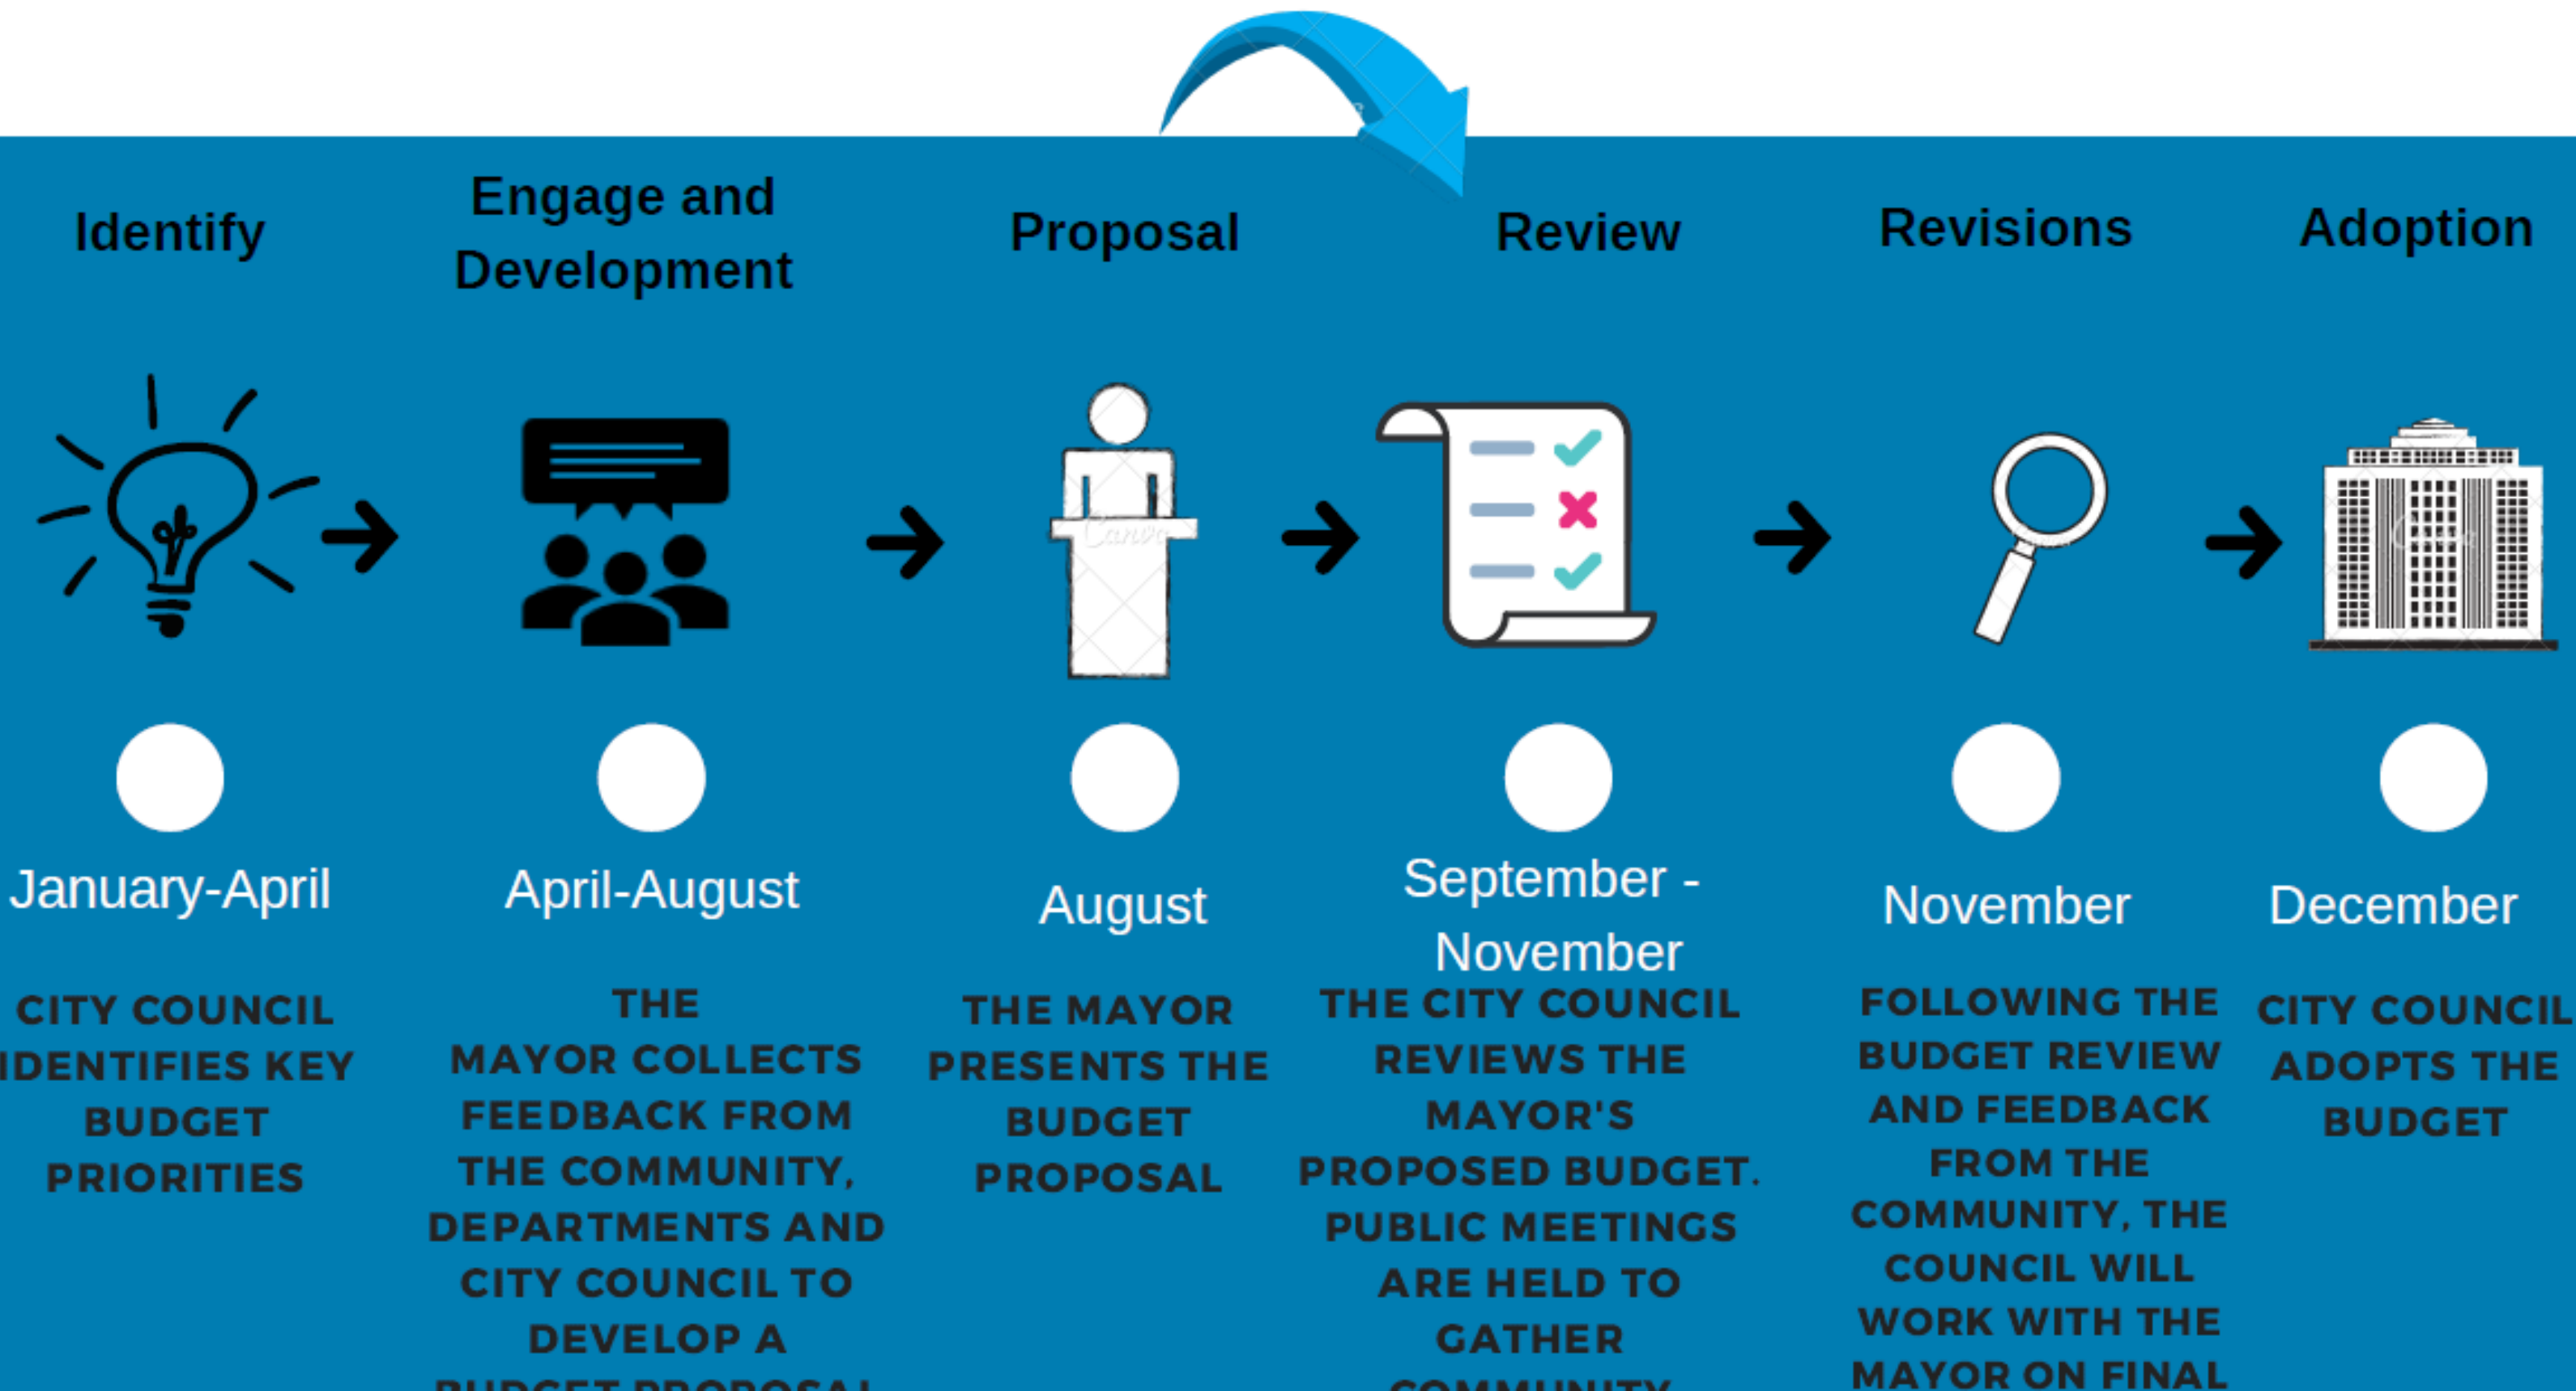 Identify
Engage and
Development
Proposal
Review
Revisions
Adoption
January-April
CITY COUNCIL
IDENTIFIES KEY
BUDGET
PRIORITIES
April-August
THE
MAYOR COLLECTS
FEEDBACK FROM
THE COMMUNITY,
DEPARTMENTS AND
CITY COUNCIL TO
DEVELOP A
BUDGET PROPOSAL
August
THE MAYOR
PRESENTS THE
BUDGET
PROPOSAL
September -
November
THE CITY COUNCIL
REVIEWS THE
MAYOR'S
PROPOSED BUDGET.
PUBLIC MEETINGS
ARE HELD TO
GATHER
COMMUNITY
November
FOLLOWING THE
BUDGET REVIEW
AND FEEDBACK
FROM THE
COMMUNITY, THE
COUNCIL WILL
WORK WITH THE
MAYOR ON FINAL
December
CITY COUNCIL
ADOPTS THE
BUDGET
Canva